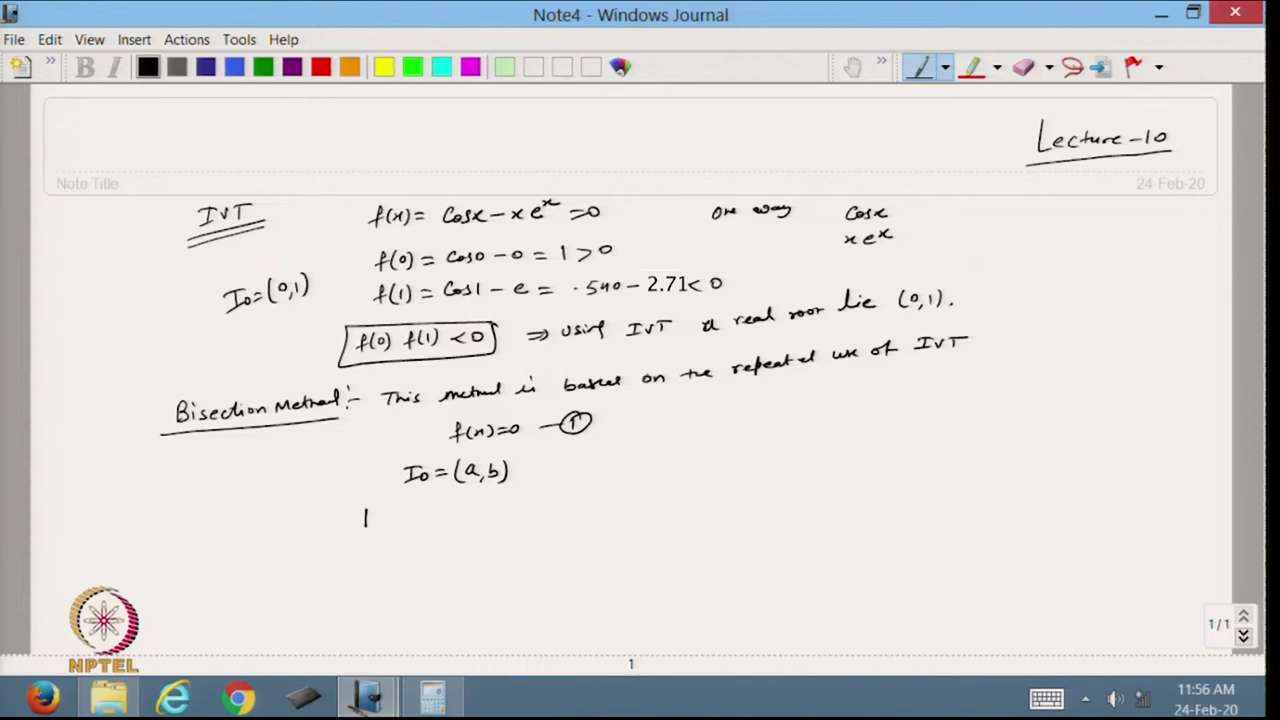 Note4 - Windows Journal
File Edit View Insert Actions Tools Help
Lecture-10
Note Title
24-Feb-20
IVT f(x) = Cosx - x e^x = 0 one way Cosx
x e^x
f(0) = Cos0 - 0 = 1 > 0
I0 = (0,1) f(1) = Cos1 - e = .540 - 2.71 < 0
f(0) f(1) < 0 ⇒ using IVT a real root lie (0,1).
Bisection Method :- This method is based on the repeated use of IVT
f(x) = 0 — 1
I0 = (a,b)
1/1
NPTEL
1
11:56 AM
24-Feb-20